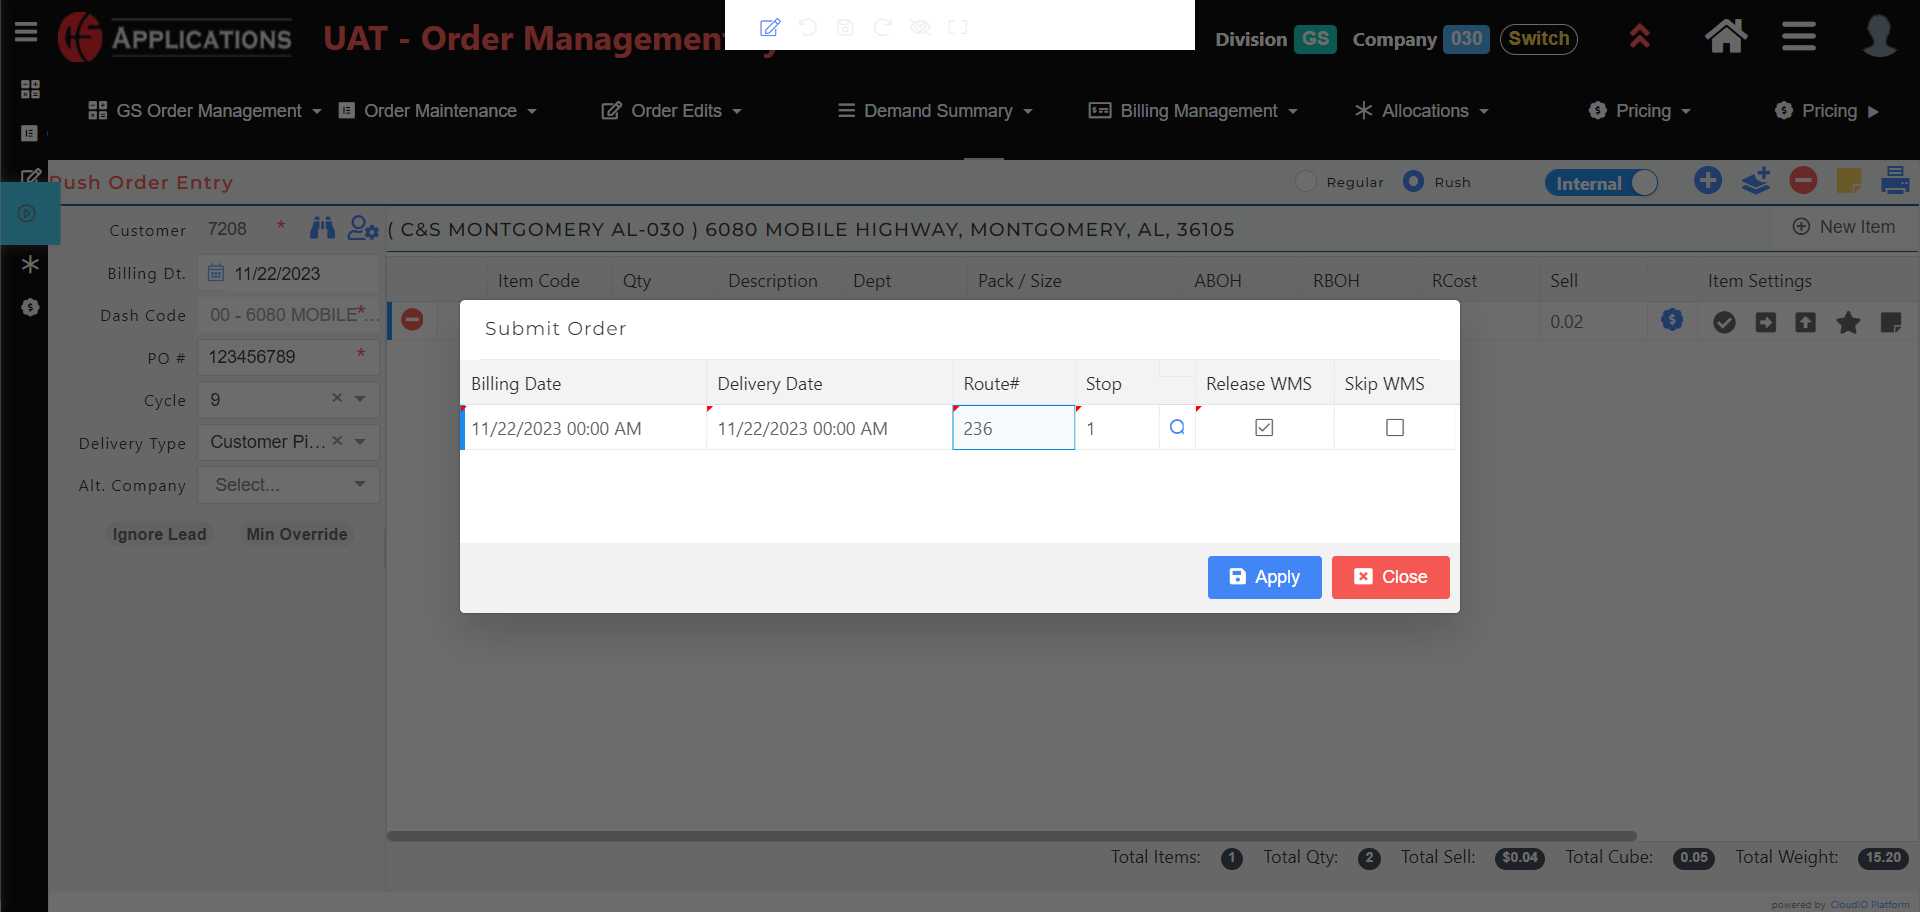 APPLICATIONS
UAT - Order Management
Division GS Company 030 Switch
GS Order Management Order Maintenance Order Edits Demand Summary Billing Management Allocations Pricing Pricing
Rush Order Entry
Regular Rush Internal
Customer 7208 *
( C&S MONTGOMERY AL-030 ) 6080 MOBILE HIGHWAY, MONTGOMERY, AL, 36105
New Item
Billing Dt. 11/22/2023
Item Code Qty Description Dept Pack / Size ABOH RBOH RCost Sell Item Settings
Dash Code 00 - 6080 MOBILE*...
0.02
Submit Order
PO # 123456789 *
Cycle 9
Delivery Type Customer Pi...
Alt. Company Select...
Ignore Lead Min Override
Billing Date Delivery Date Route# Stop Release WMS Skip WMS
11/22/2023 00:00 AM 11/22/2023 00:00 AM 236 1
Apply Close
Total Items: 1 Total Qty: 2 Total Sell: $0.04 Total Cube: 0.05 Total Weight: 15.20
powered by CloudIO Platform